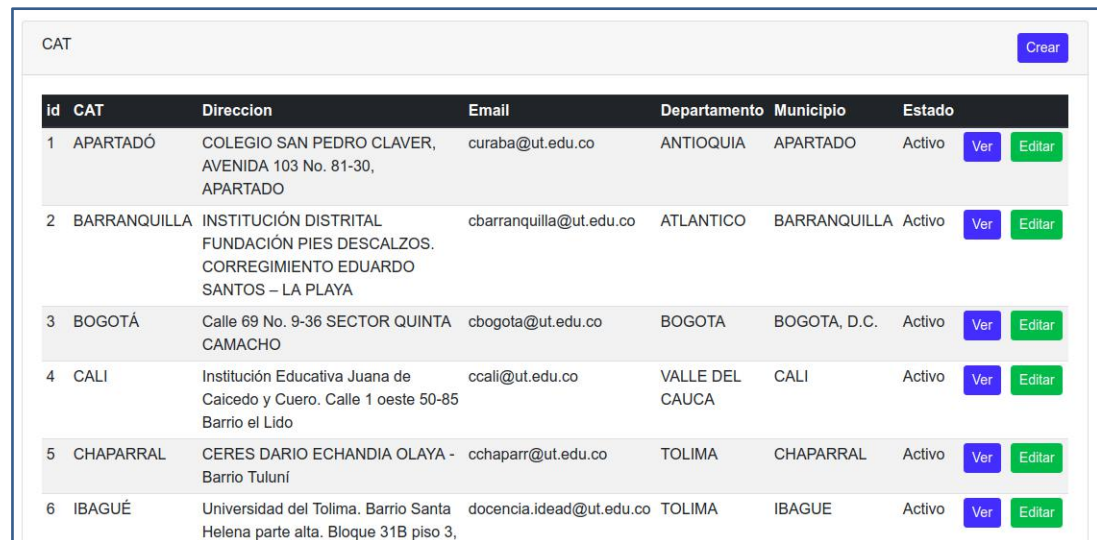 CAT Crear
id CAT Direccion Email Departamento Municipio Estado
1 APARTADÓ COLEGIO SAN PEDRO CLAVER, curaba@ut.edu.co ANTIOQUIA APARTADO Activo Ver Editar
AVENIDA 103 No. 81-30,
APARTADO
2 BARRANQUILLA INSTITUCIÓN DISTRITAL cbarranquilla@ut.edu.co ATLANTICO BARRANQUILLA Activo Ver Editar
FUNDACIÓN PIES DESCALZOS.
CORREGIMIENTO EDUARDO
SANTOS – LA PLAYA
3 BOGOTÁ Calle 69 No. 9-36 SECTOR QUINTA cbogota@ut.edu.co BOGOTA BOGOTA, D.C. Activo Ver Editar
CAMACHO
4 CALI Institución Educativa Juana de ccali@ut.edu.co VALLE DEL CALI Activo Ver Editar
Caicedo y Cuero. Calle 1 oeste 50-85 CAUCA
Barrio el Lido
5 CHAPARRAL CERES DARIO ECHANDIA OLAYA - cchaparr@ut.edu.co TOLIMA CHAPARRAL Activo Ver Editar
Barrio Tuluní
6 IBAGUÉ Universidad del Tolima. Barrio Santa docencia.idead@ut.edu.co TOLIMA IBAGUE Activo Ver Editar
Helena parte alta. Bloque 31B piso 3,